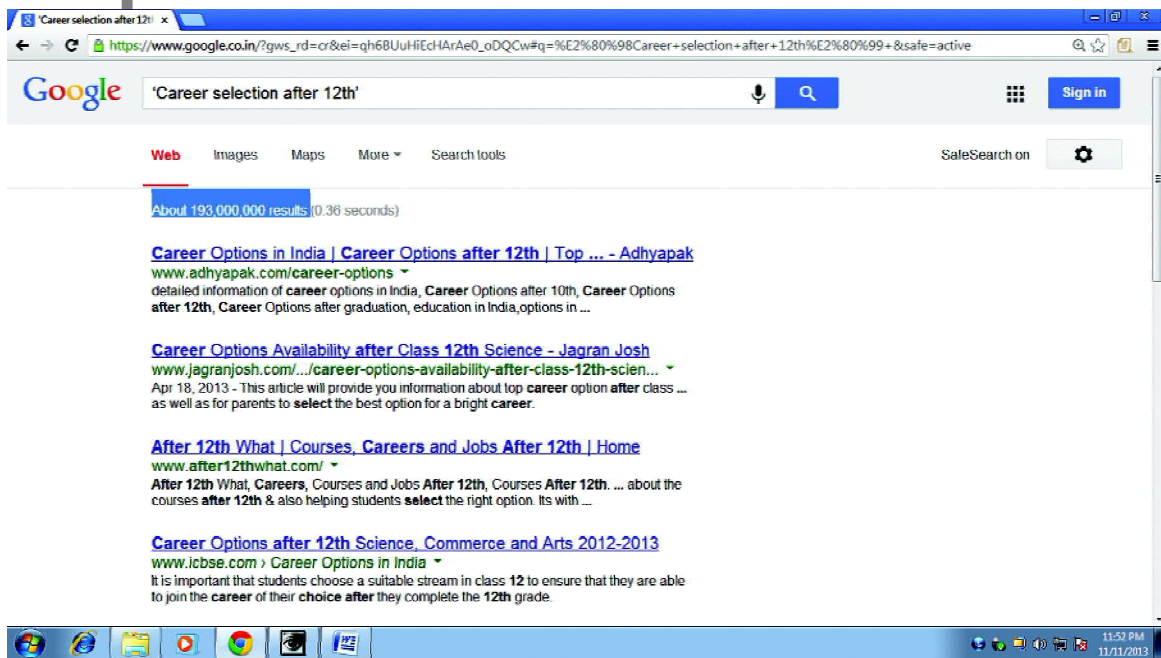 'Career selection after 12th
https://www.google.co.in/?gws_rd=cr&ei=qh6BUuHiEcHArAe0_oDQCw#q=%E2%80%98Career+selection+after+12th%E2%80%99+&safe=active
Google
'Career selection after 12th'
Sign in
Web Images Maps More Search tools SafeSearch on
About 193,000,000 results (0.36 seconds)
Career Options in India | Career Options after 12th | Top ... - Adhyapak
www.adhyapak.com/career-options
detailed information of career options in India, Career Options after 10th, Career Options
after 12th, Career Options after graduation, education in India,options in ...
Career Options Availability after Class 12th Science - Jagran Josh
www.jagranjosh.com/.../career-options-availability-after-class-12th-scien...
Apr 18, 2013 - This article will provide you information about top career option after class ...
as well as for parents to select the best option for a bright career.
After 12th What | Courses, Careers and Jobs After 12th | Home
www.after12thwhat.com/
After 12th What, Careers, Courses and Jobs After 12th, Courses After 12th. ... about the
courses after 12th & also helping students select the right option. Its with ...
Career Options after 12th Science, Commerce and Arts 2012-2013
www.icbse.com › Career Options in India
It is important that students choose a suitable stream in class 12 to ensure that they are able
to join the career of their choice after they complete the 12th grade.
11:52 PM
11/11/2013